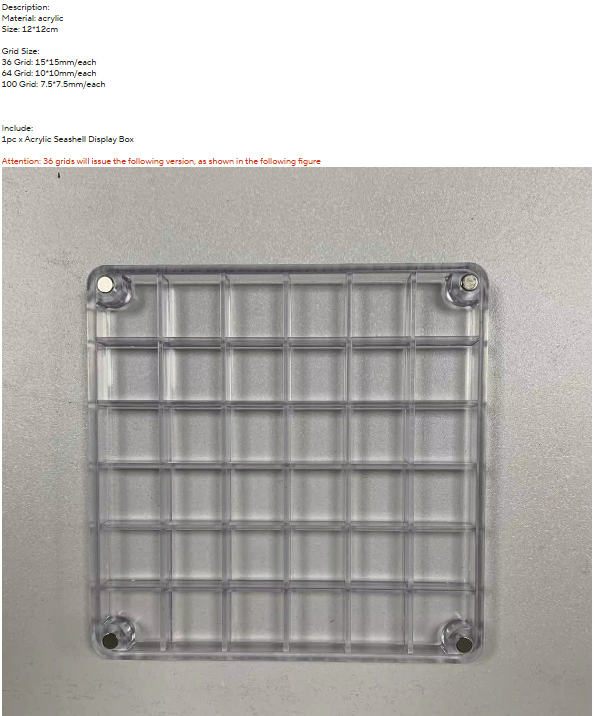 Description:
Material: acrylic
Size: 12*12cm
Grid Size:
36 Grid: 15*15mm/each
64 Grid: 10*10mm/each
100 Grid: 7.5*7.5mm/each
Include:
1pc x Acrylic Seashell Display Box
Attention: 36 grids will issue the following version, as shown in the following figure